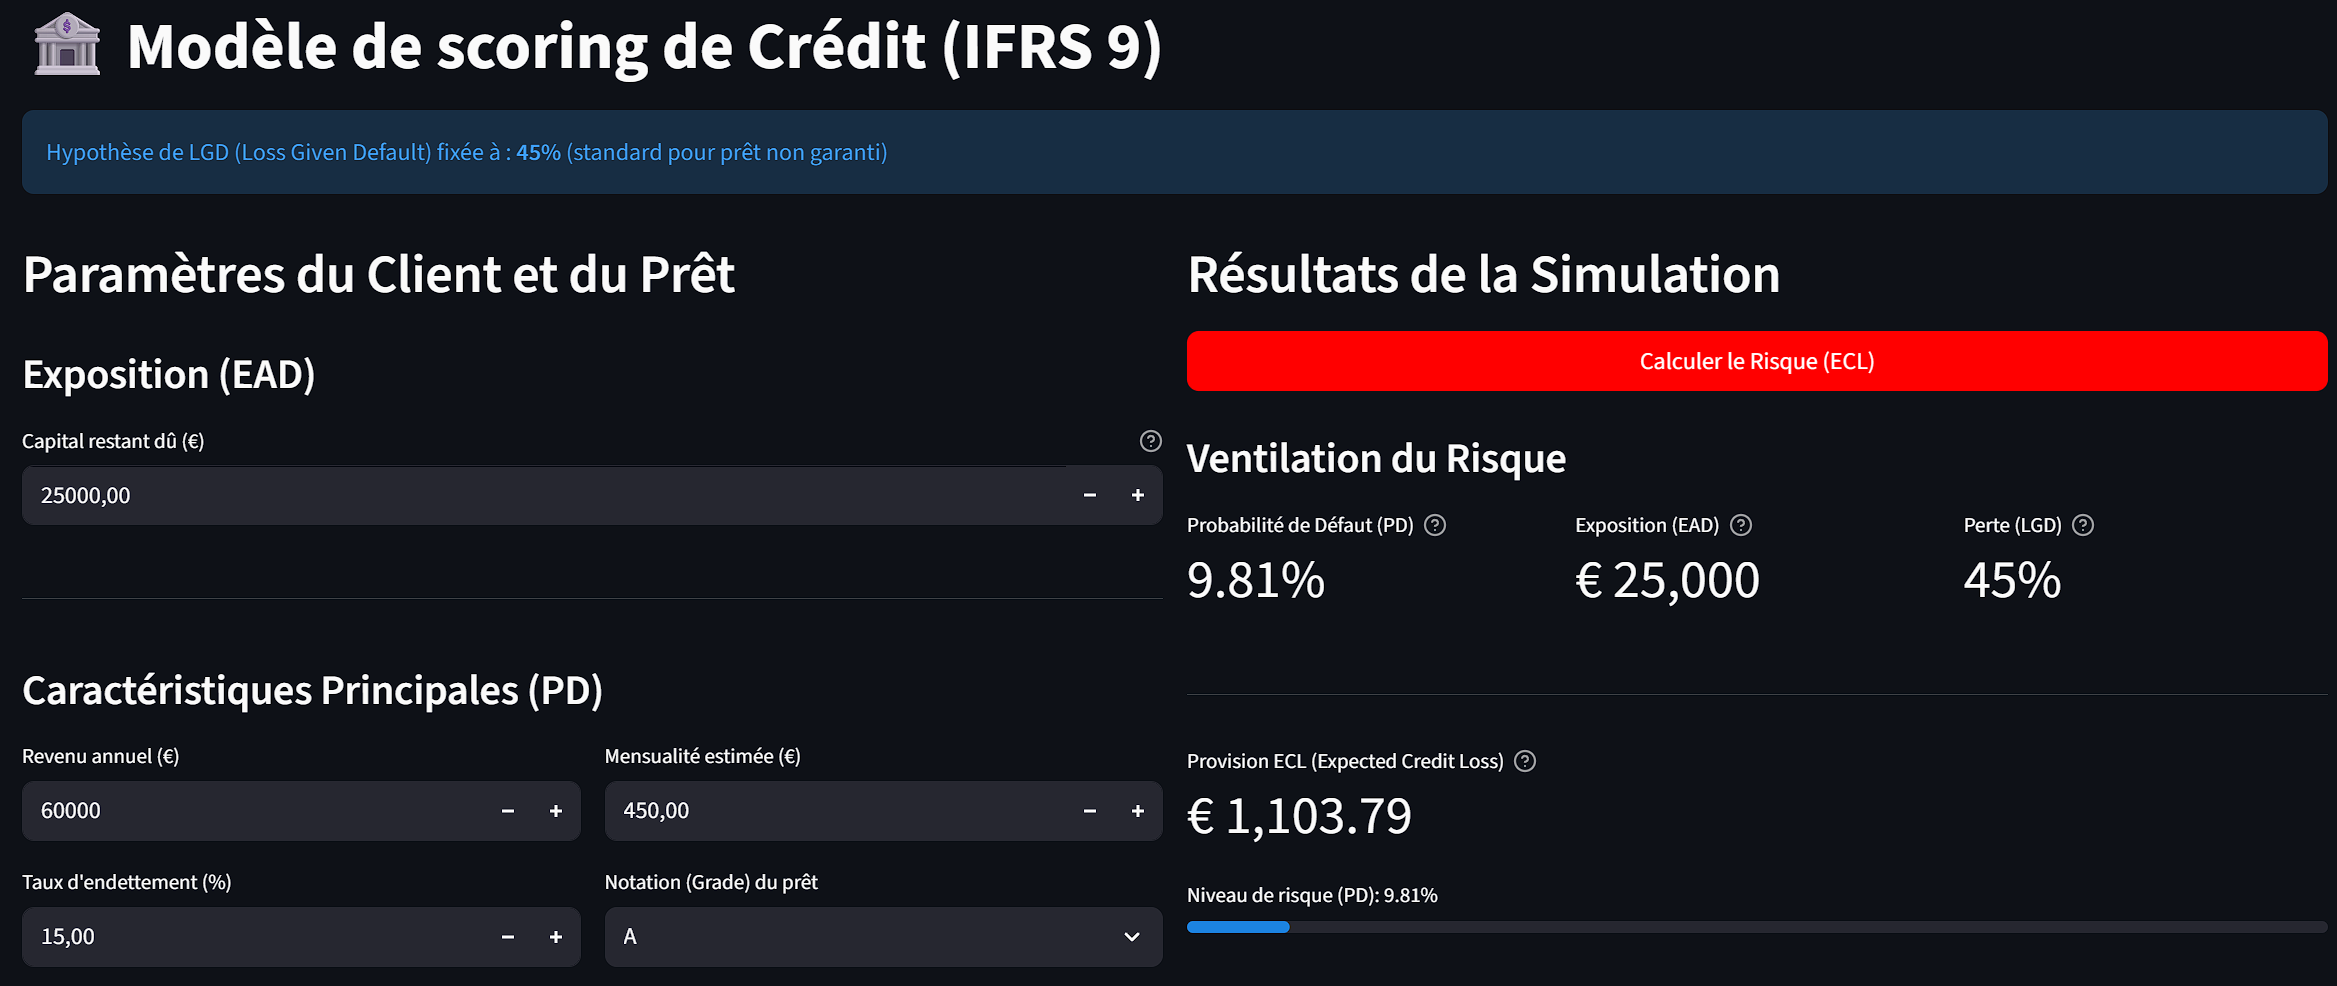 Modèle de scoring de Crédit (IFRS 9)
Hypothèse de LGD (Loss Given Default) fixée à : 45% (standard pour prêt non garanti)
Paramètres du Client et du Prêt
Exposition (EAD)
Capital restant dû (€)
25000,00
Caractéristiques Principales (PD)
Revenu annuel (€)
60000
Mensualité estimée (€)
450,00
Taux d'endettement (%)
15,00
Notation (Grade) du prêt
A
Résultats de la Simulation
Calculer le Risque (ECL)
Ventilation du Risque
Probabilité de Défaut (PD)
9.81%
Exposition (EAD)
€ 25,000
Perte (LGD)
45%
Provision ECL (Expected Credit Loss)
€ 1,103.79
Niveau de risque (PD): 9.81%